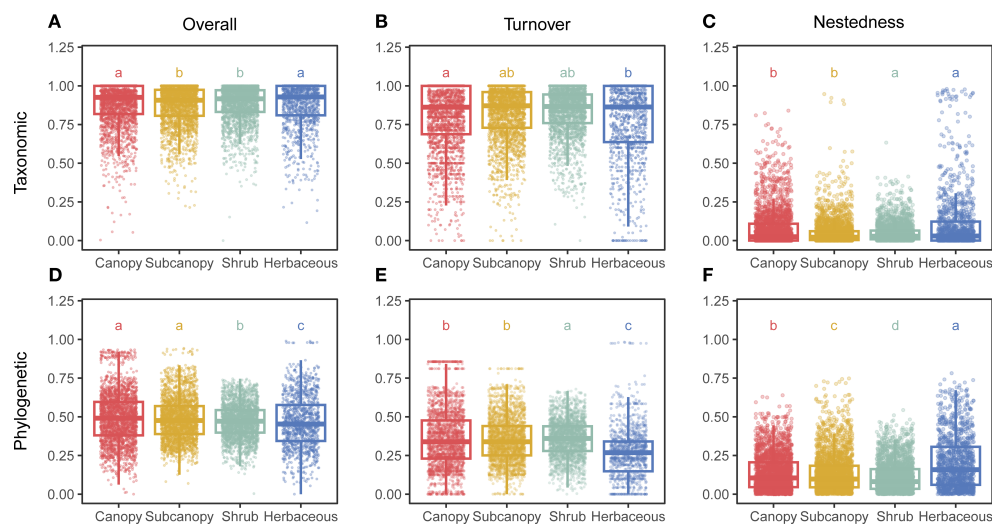 A Overall B Turnover C Nestedness
Taxonomic
1.25 1.25 1.25
a b b a a ab ab b b b a a
1.00 1.00 1.00
0.75 0.75 0.75
0.50 0.50 0.50
0.25 0.25 0.25
0.00 0.00 0.00
Canopy Subcanopy Shrub Herbaceous Canopy Subcanopy Shrub Herbaceous Canopy Subcanopy Shrub Herbaceous
D E F
Phylogenetic
1.25 1.25 1.25
a a b c b b a c b c d a
1.00 1.00 1.00
0.75 0.75 0.75
0.50 0.50 0.50
0.25 0.25 0.25
0.00 0.00 0.00
Canopy Subcanopy Shrub Herbaceous Canopy Subcanopy Shrub Herbaceous Canopy Subcanopy Shrub Herbaceous